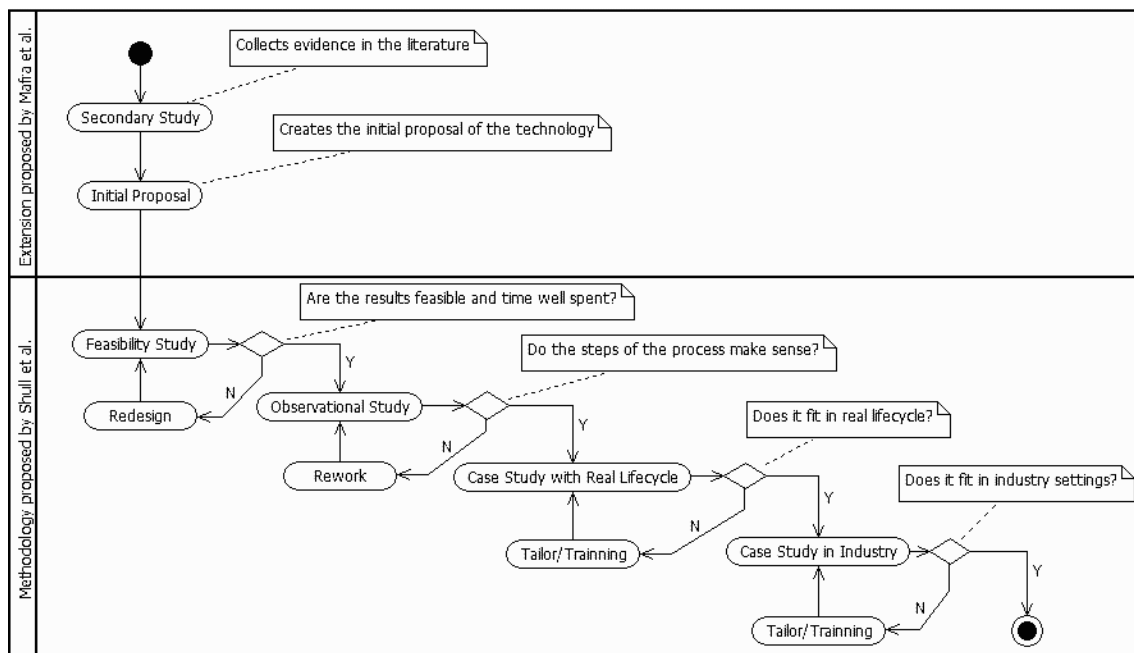 Extension proposed by Mafra et al.
Collects evidence in the literature
Secondary Study
Creates the initial proposal of the technology
Initial Proposal
Methodology proposed by Shull et al.
Are the results feasible and time well spent?
Feasibility Study
Y
Do the steps of the process make sense?
N
Redesign
Observational Study
Y
Does it fit in real lifecycle?
N
Rework
Case Study with Real Lifecycle
Y
Does it fit in industry settings?
N
Tailor/Trainning
Case Study in Industry
Y
N
Tailor/Trainning